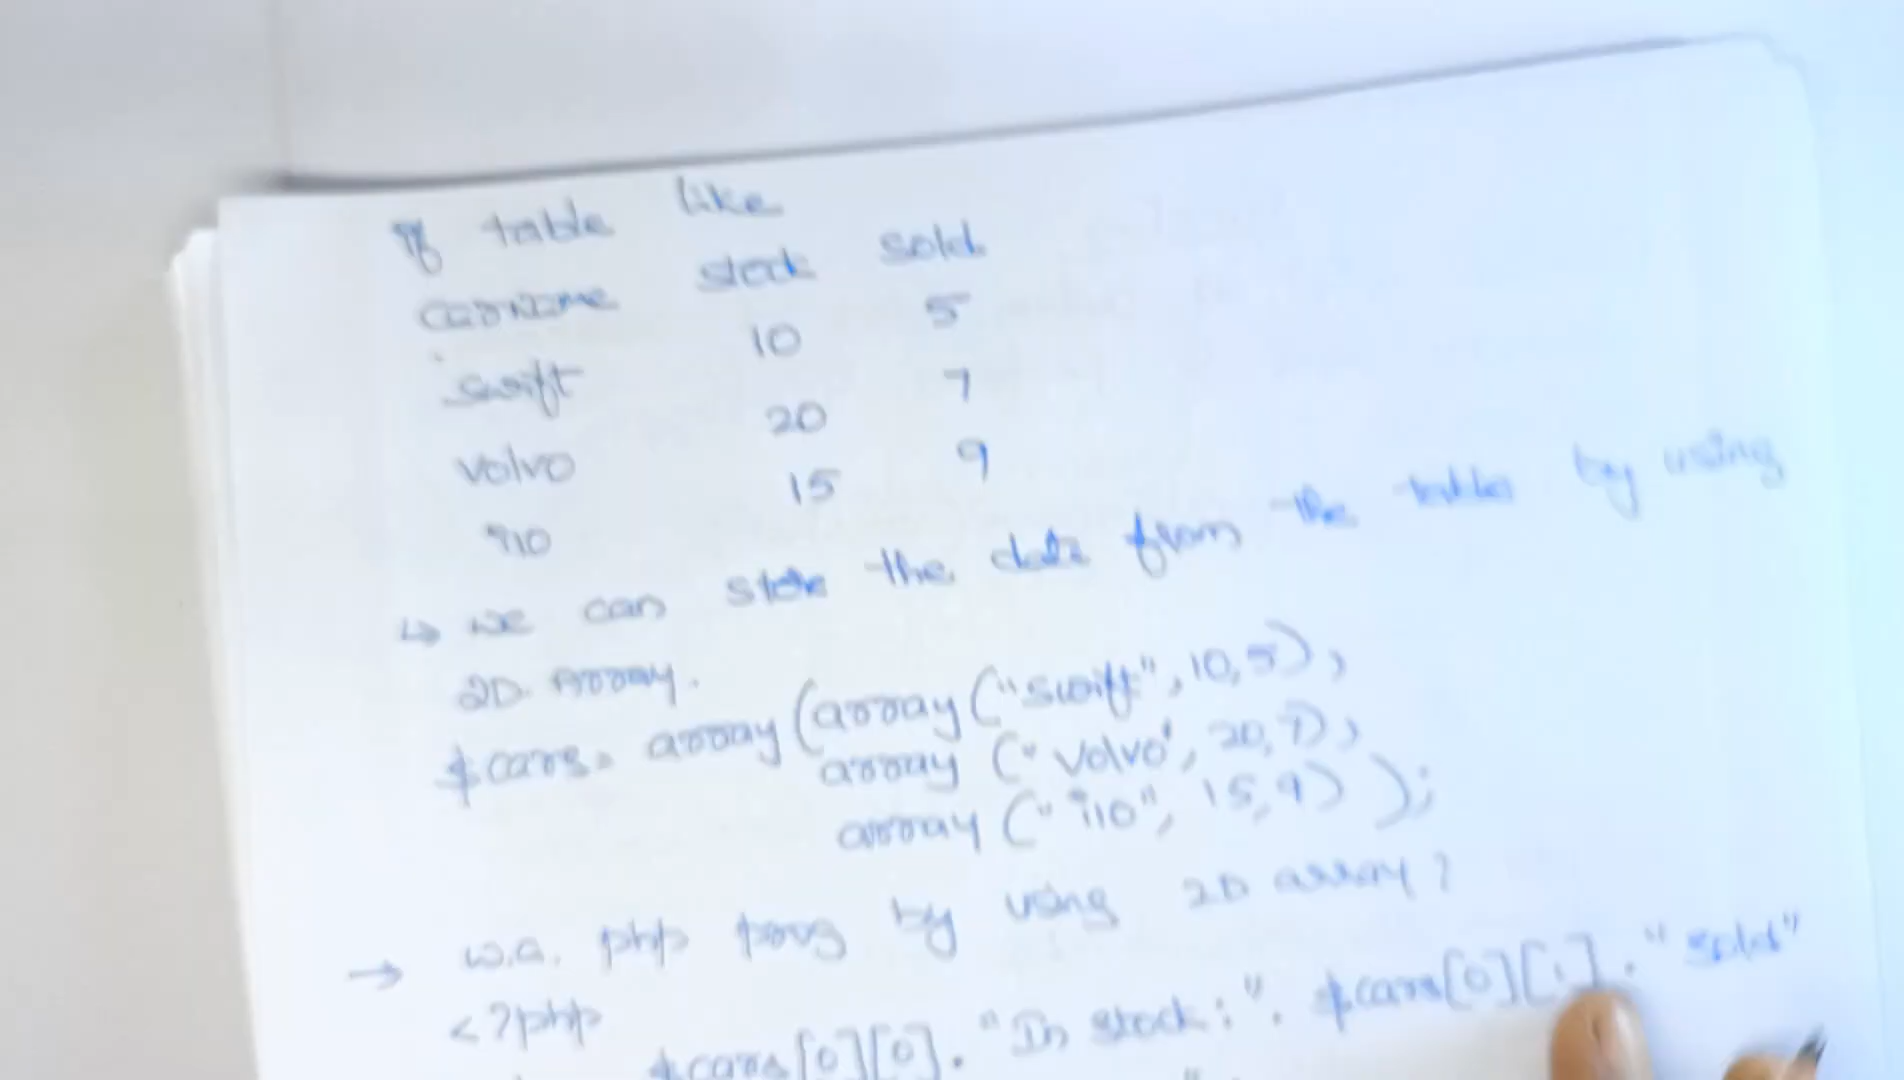 If table like
carname stock sold
swift 10 5
volvo 20 7
i10 15 9
↳ we can store the data from the table by using
2D Array.
$cars = array(array("swift",10,5),
array ("volvo", 20,7),
array ("i10", 15,9) );
→ w.a. php prog by using 2D array?
<?php
$cars[0][0]. "In stock:". $cars[0][1]. "sold"